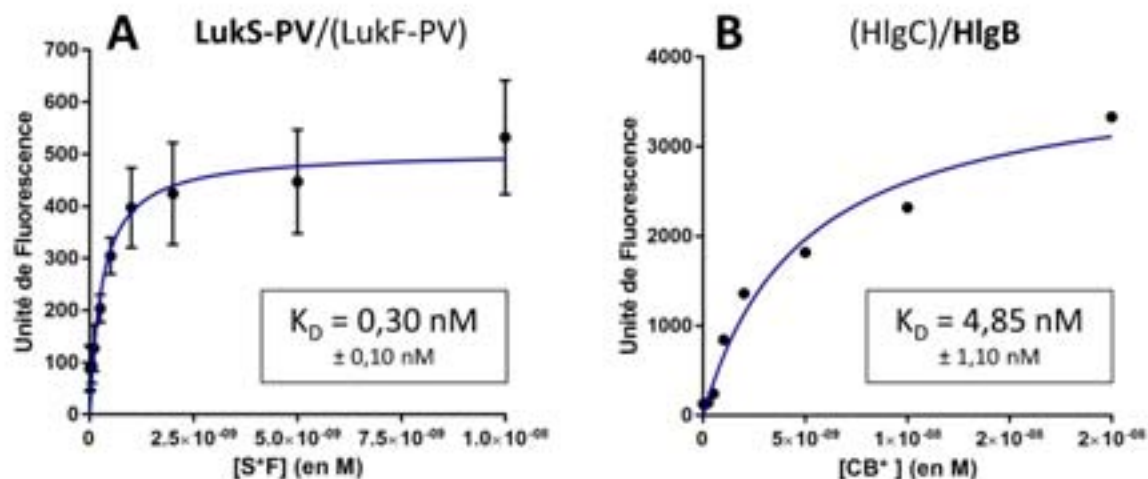 A LukS-PV/(LukF-PV)
700
600
500
400
300
200
100
0
Unité de Fluorescence
0 2.5×10⁻⁰⁹ 5.0×10⁻⁰⁹ 7.5×10⁻⁰⁹ 1.0×10⁻⁰⁸
[S*F] (en M)
K_D = 0,30 nM
± 0,10 nM
B (HlgC)/HlgB
4000
3000
2000
1000
0
Unité de Fluorescence
0 5×10⁻⁰⁹ 1×10⁻⁰⁸ 2×10⁻⁰⁸ 2×10⁻⁰⁸
[CB* ] (en M)
K_D = 4,85 nM
± 1,10 nM